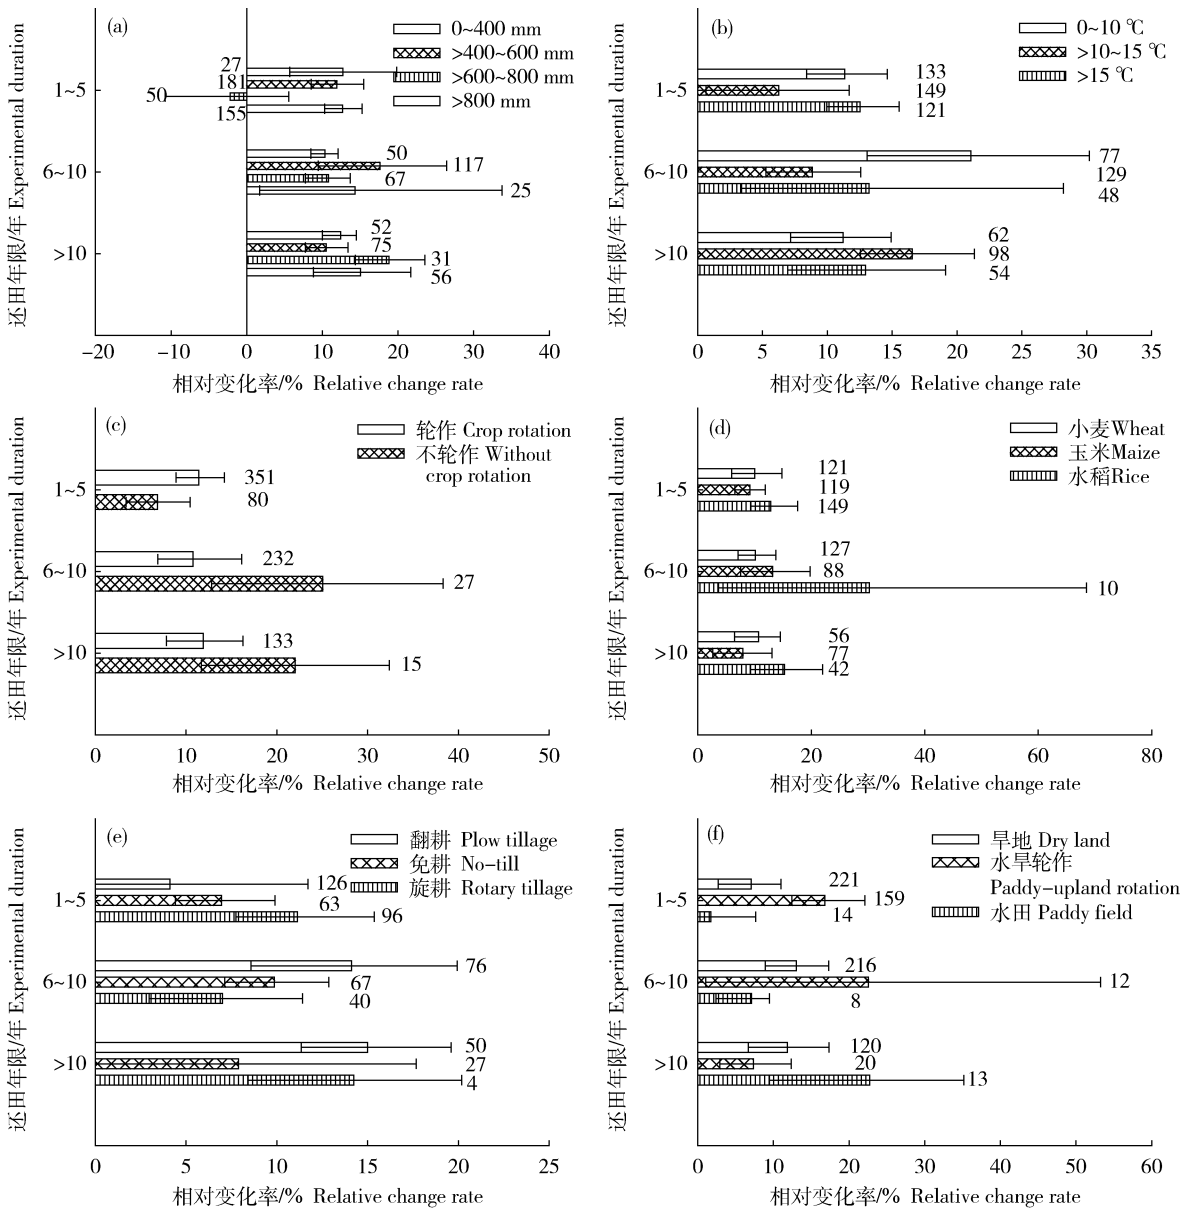 (a)
0~400 mm
>400~600 mm
>600~800 mm
>800 mm
还田年限/年 Experimental duration
1~5
6~10
>10
27
181
50
155
50
117
67
25
52
75
31
56
−20 −10 0 10 20 30 40
相对变化率/% Relative change rate
(b)
0~10 ℃
>10~15 ℃
>15 ℃
还田年限/年 Experimental duration
1~5
6~10
>10
133
149
121
77
129
48
62
98
54
0 5 10 15 20 25 30 35
相对变化率/% Relative change rate
(c)
轮作 Crop rotation
不轮作 Without
crop rotation
还田年限/年 Experimental duration
1~5
6~10
>10
351
80
232
27
133
15
0 10 20 30 40 50
相对变化率/% Relative change rate
(d)
小麦Wheat
玉米Maize
水稻Rice
还田年限/年 Experimental duration
1~5
6~10
>10
121
119
149
127
88
10
56
77
42
0 20 40 60 80
相对变化率/% Relative change rate
(e)
翻耕 Plow tillage
免耕 No-till
旋耕 Rotary tillage
还田年限/年 Experimental duration
1~5
6~10
>10
126
63
96
76
67
40
50
27
4
0 5 10 15 20 25
相对变化率/% Relative change rate
(f)
旱地 Dry land
水旱轮作
Paddy-upland rotation
水田 Paddy field
还田年限/年 Experimental duration
1~5
6~10
>10
221
159
14
216
12
8
120
20
13
0 10 20 30 40 50 60
相对变化率/% Relative change rate